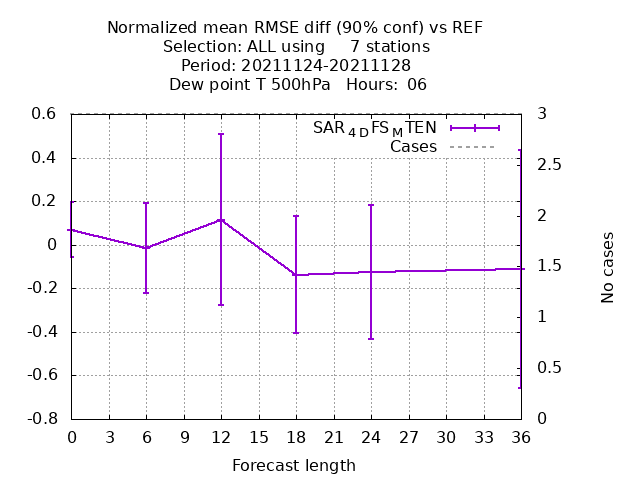 Normalized mean RMSE diff (90% conf) vs REF
Selection: ALL using     7 stations
Period: 20211124-20211128
Dew point T 500hPa   Hours:  06
SAR4DFSMTEN
Cases
0.6
0.4
0.2
0
-0.2
-0.4
-0.6
-0.8
3
2.5
2
1.5
1
0.5
0
No cases
0 3 6 9 12 15 18 21 24 27 30 33 36
Forecast length